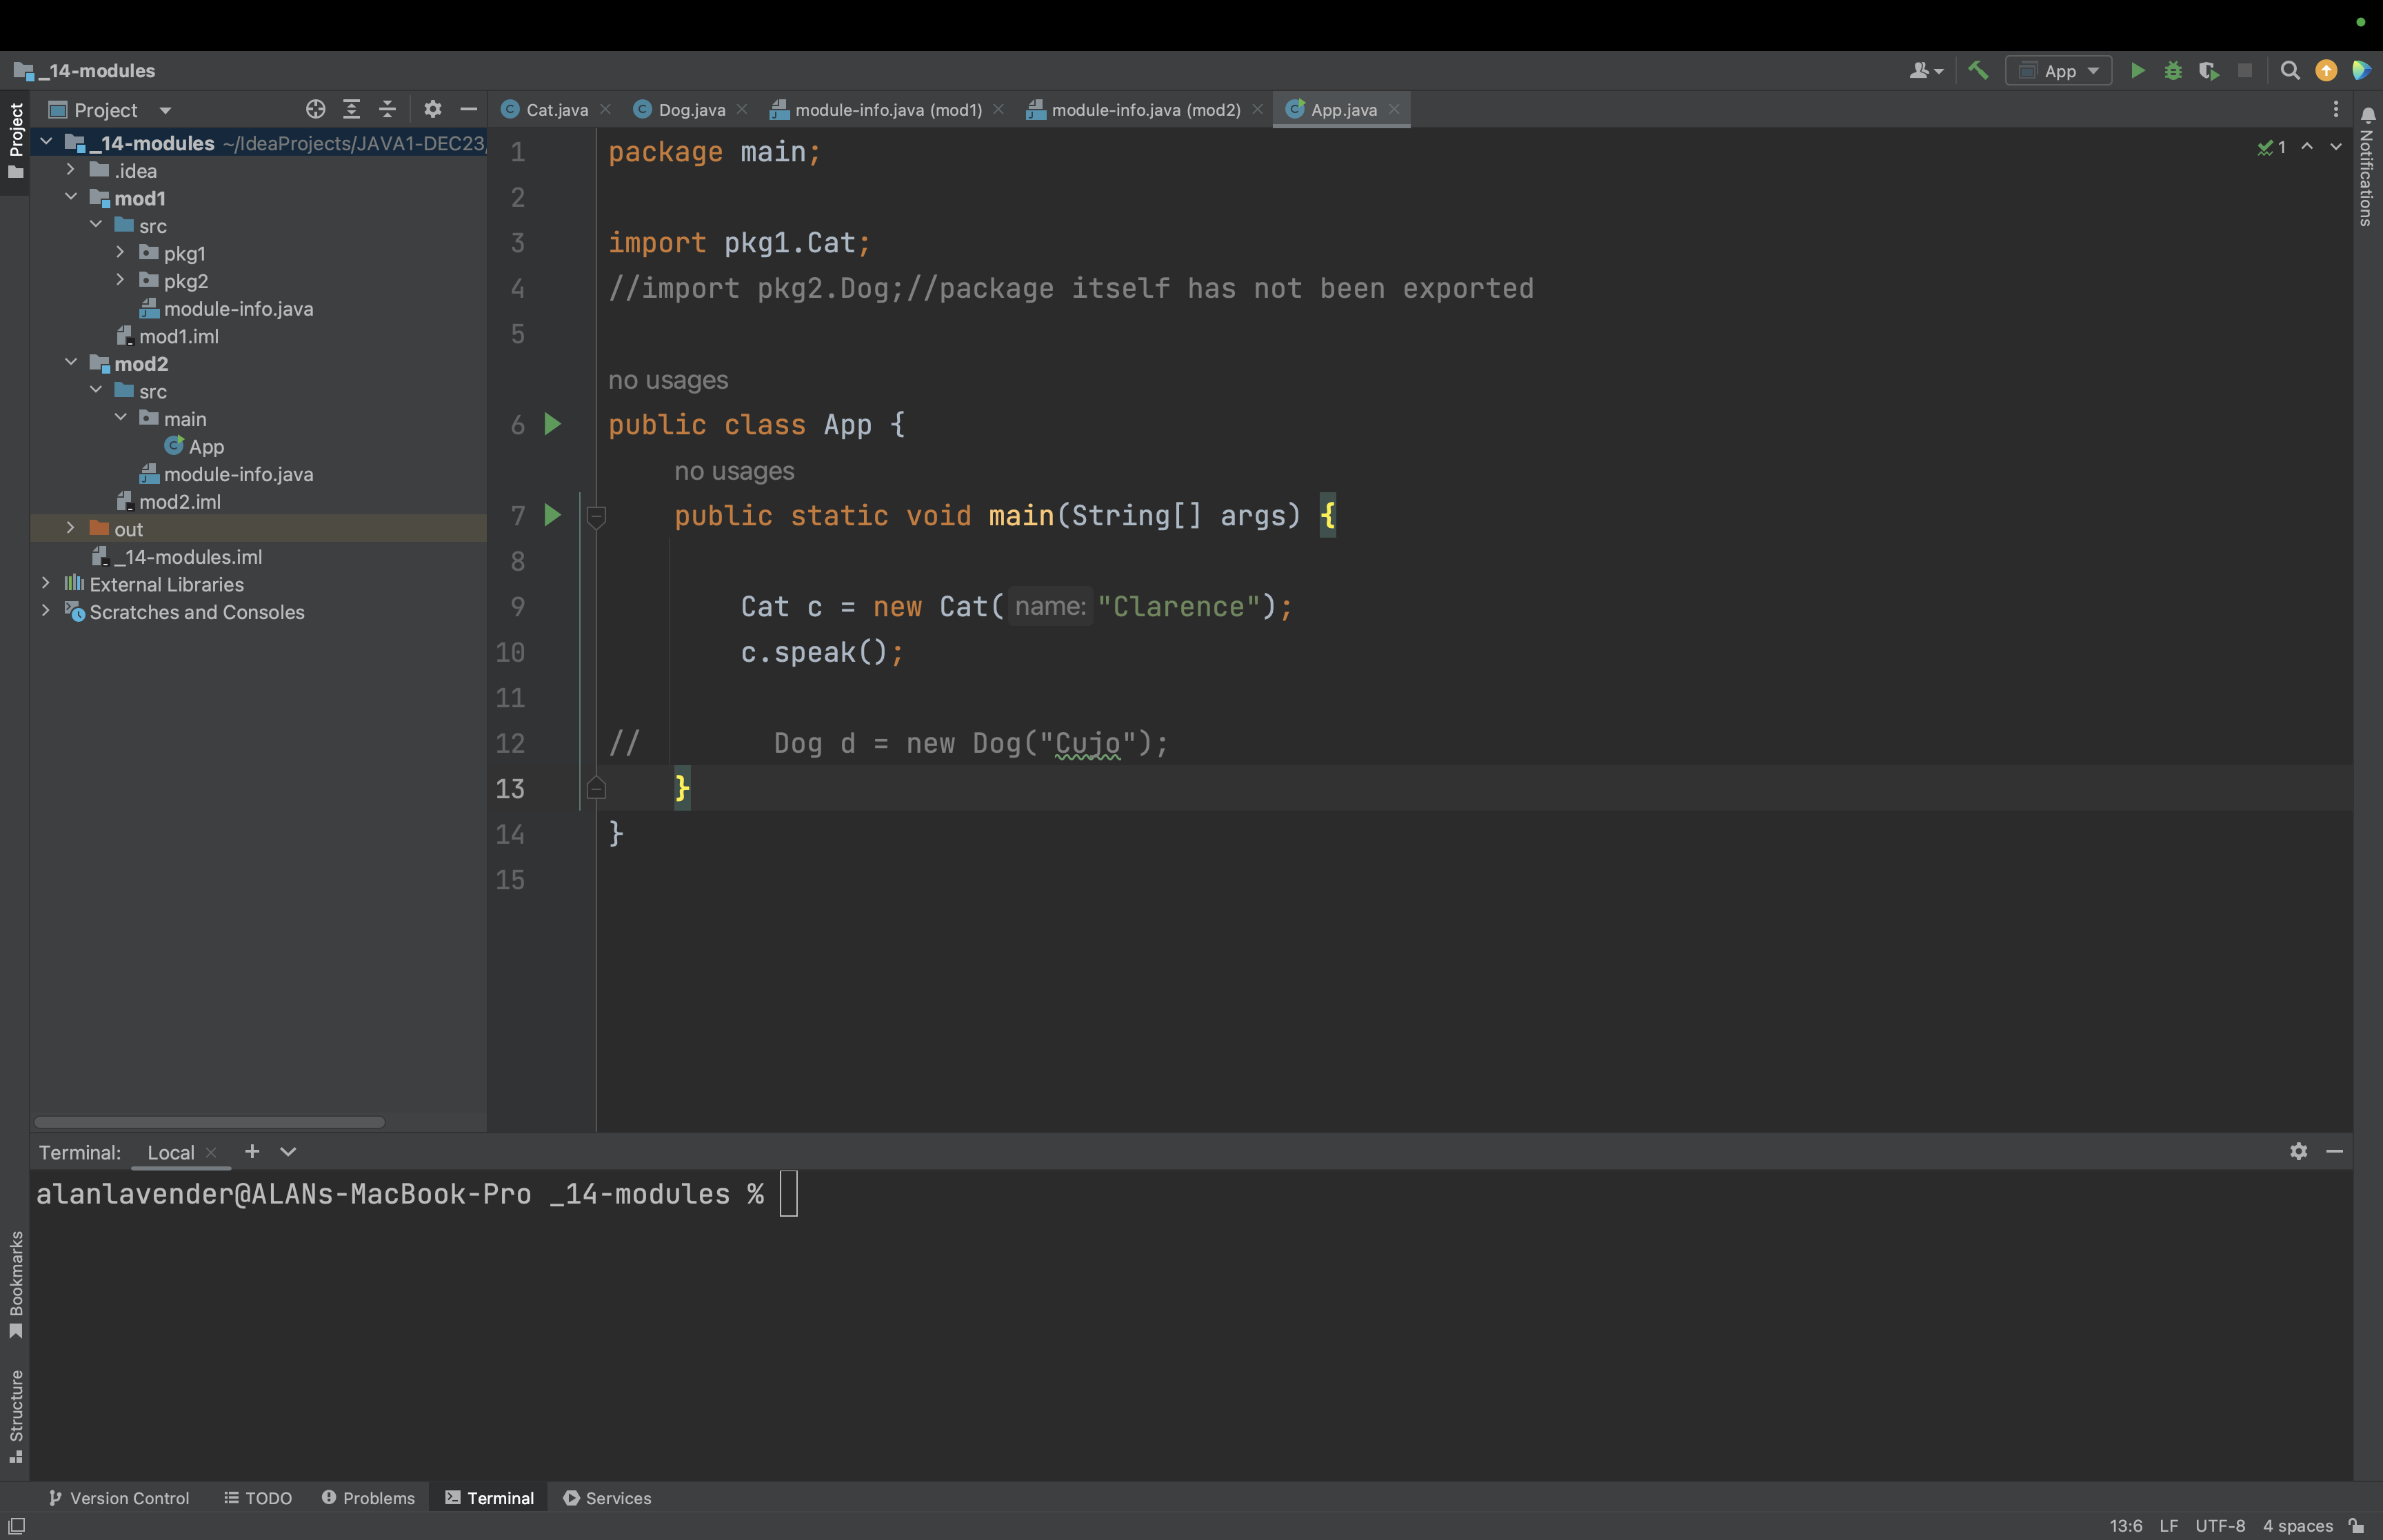 _14-modules
App
Project
Project
_14-modules ~/IdeaProjects/JAVA1-DEC23,
.idea
mod1
src
pkg1
pkg2
module-info.java
mod1.iml
mod2
src
main
App
module-info.java
mod2.iml
out
_14-modules.iml
External Libraries
Scratches and Consoles
Cat.java
Dog.java
module-info.java (mod1)
module-info.java (mod2)
App.java
1
Notifications
1 package main;
2
3 import pkg1.Cat;
4 //import pkg2.Dog;//package itself has not been exported
5
no usages
6 public class App {
no usages
7 public static void main(String[] args) {
8
9 Cat c = new Cat( name: "Clarence");
10 c.speak();
11
12 // Dog d = new Dog("Cujo");
13 }
14 }
15
Terminal: Local
alanlavender@ALANs-MacBook-Pro _14-modules %
Bookmarks
Structure
Version Control
TODO
Problems
Terminal
Services
13:6 LF UTF-8 4 spaces